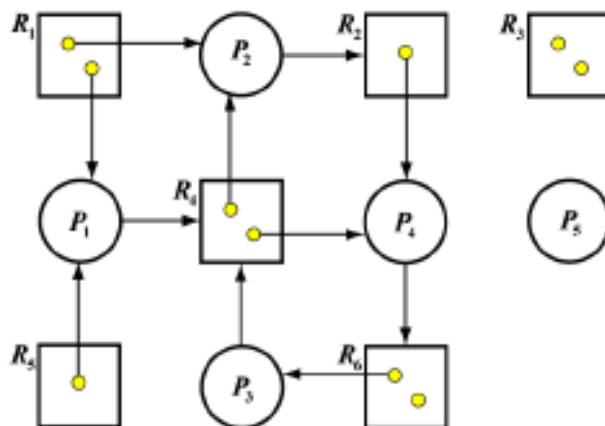 R₁ P₂ R₂ R₃
P₁ R₄ P₄ P₅
R₅ P₃ R₆